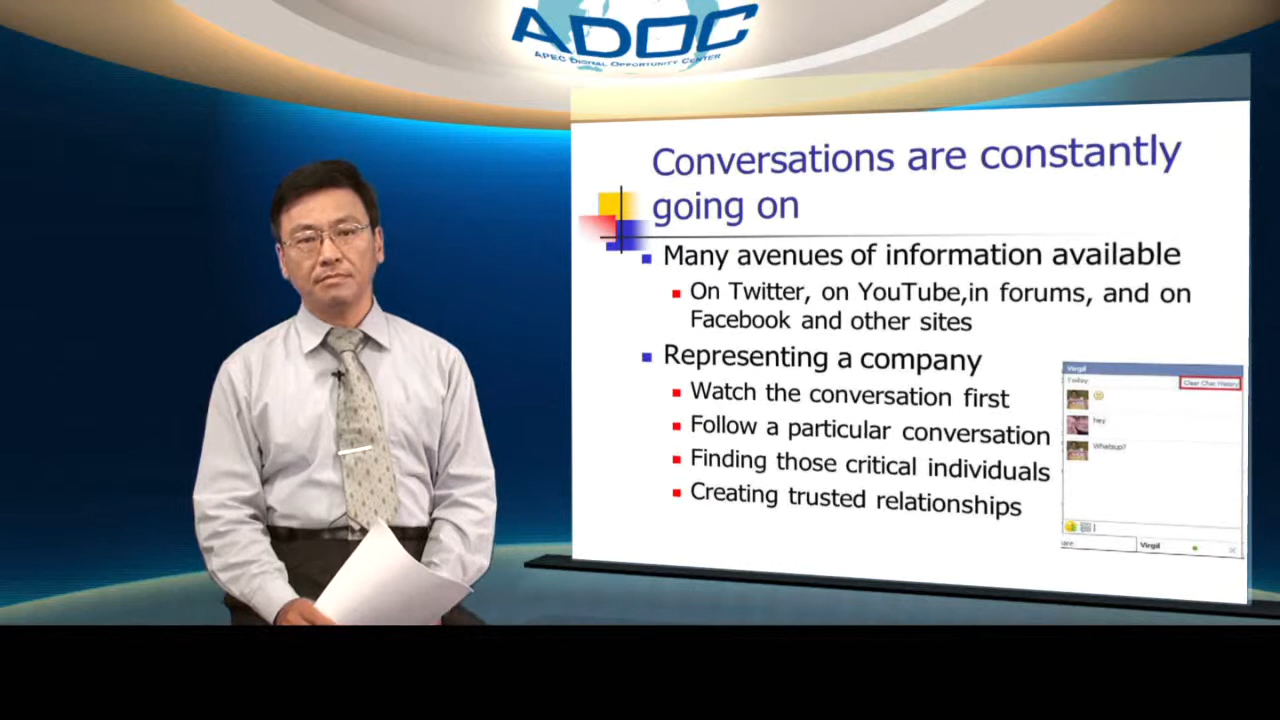 ADOC
APEC DIGITAL OPPORTUNITY CENTER
Conversations are constantly
going on
Many avenues of information available
On Twitter, on YouTube,in forums, and on
Facebook and other sites
Representing a company
Watch the conversation first
Follow a particular conversation
Finding those critical individuals
Creating trusted relationships
Virgil
Today
Clear Chat History
hey
Whatsup?
Virgil